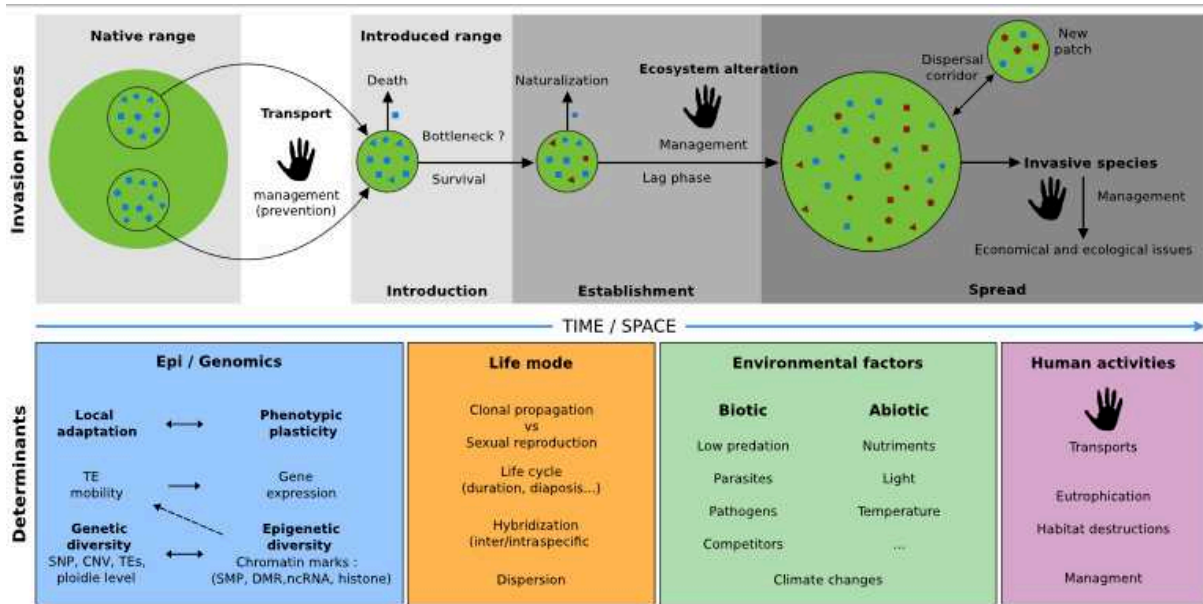 Invasion process
Native range
Transport
management
(prevention)
Introduced range
Death
Bottleneck ?
Survival
Introduction
Naturalization
Ecosystem alteration
Management
Lag phase
Establishment
Dispersal
corridor
New
patch
Invasive species
Management
Economical and ecological issues
Spread
TIME / SPACE
Determinants
Epi / Genomics
Local
adaptation
Phenotypic
plasticity
TE
mobility
Gene
expression
Genetic
diversity
SNP, CNV, TEs,
ploidie level
Epigenetic
diversity
Chromatin marks :
(SMP, DMR,ncRNA, histone)
Life mode
Clonal propagation
vs
Sexual reproduction
Life cycle
(duration, diaposis...)
Hybridization
(inter/intraspecific
Dispersion
Environmental factors
Biotic
Low predation
Parasites
Pathogens
Competitors
Abiotic
Nutriments
Light
Temperature
...
Climate changes
Human activities
Transports
Eutrophication
Habitat destructions
Managment